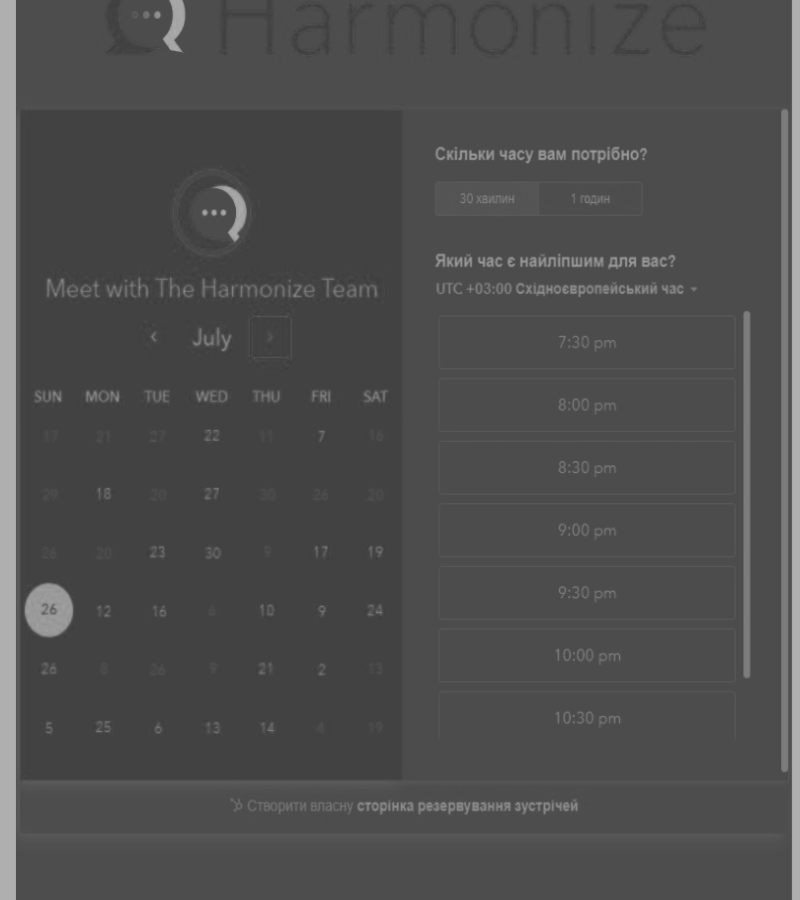 Harmonize
Meet with The Harmonize Team
July
SUN MON TUE WED THU FRI SAT
17 21 27 22 11 7 16
29 18 20 27 30 26 20
26 20 23 30 9 17 19
26 12 16 6 10 9 24
26 8 26 9 21 2 13
5 25 6 13 14 4 19
Скільки часу вам потрібно?
30 хвилин 1 годин
Який час є найліпшим для вас?
UTC +03:00 Східноєвропейський час
7:30 pm
8:00 pm
8:30 pm
9:00 pm
9:30 pm
10:00 pm
10:30 pm
Створити власну сторінка резервування зустрічей